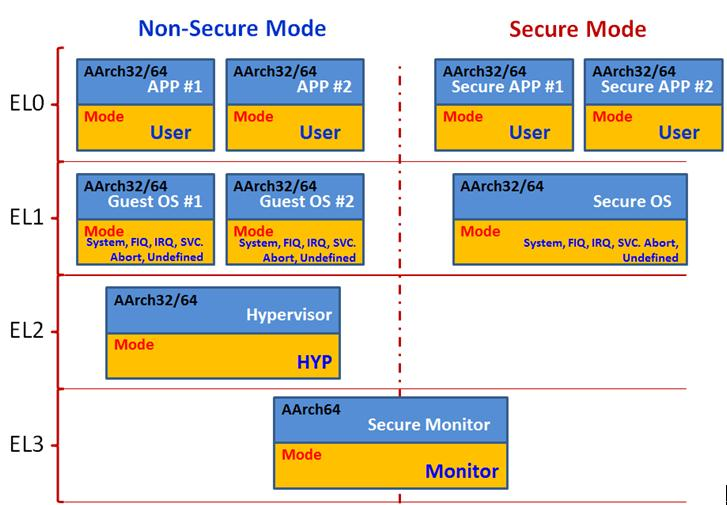 Non-Secure Mode
Secure Mode
EL0
AArch32/64
APP #1
Mode
User
AArch32/64
APP #2
Mode
User
AArch32/64
Secure APP #1
Mode
User
AArch32/64
Secure APP #2
Mode
User
EL1
AArch32/64
Guest OS #1
Mode
System, FIQ, IRQ, SVC.
Abort, Undefined
AArch32/64
Guest OS #2
Mode
System, FIQ, IRQ, SVC.
Abort, Undefined
AArch32/64
Secure OS
Mode
System, FIQ, IRQ, SVC. Abort,
Undefined
EL2
AArch32/64
Hypervisor
Mode
HYP
EL3
AArch64
Secure Monitor
Mode
Monitor